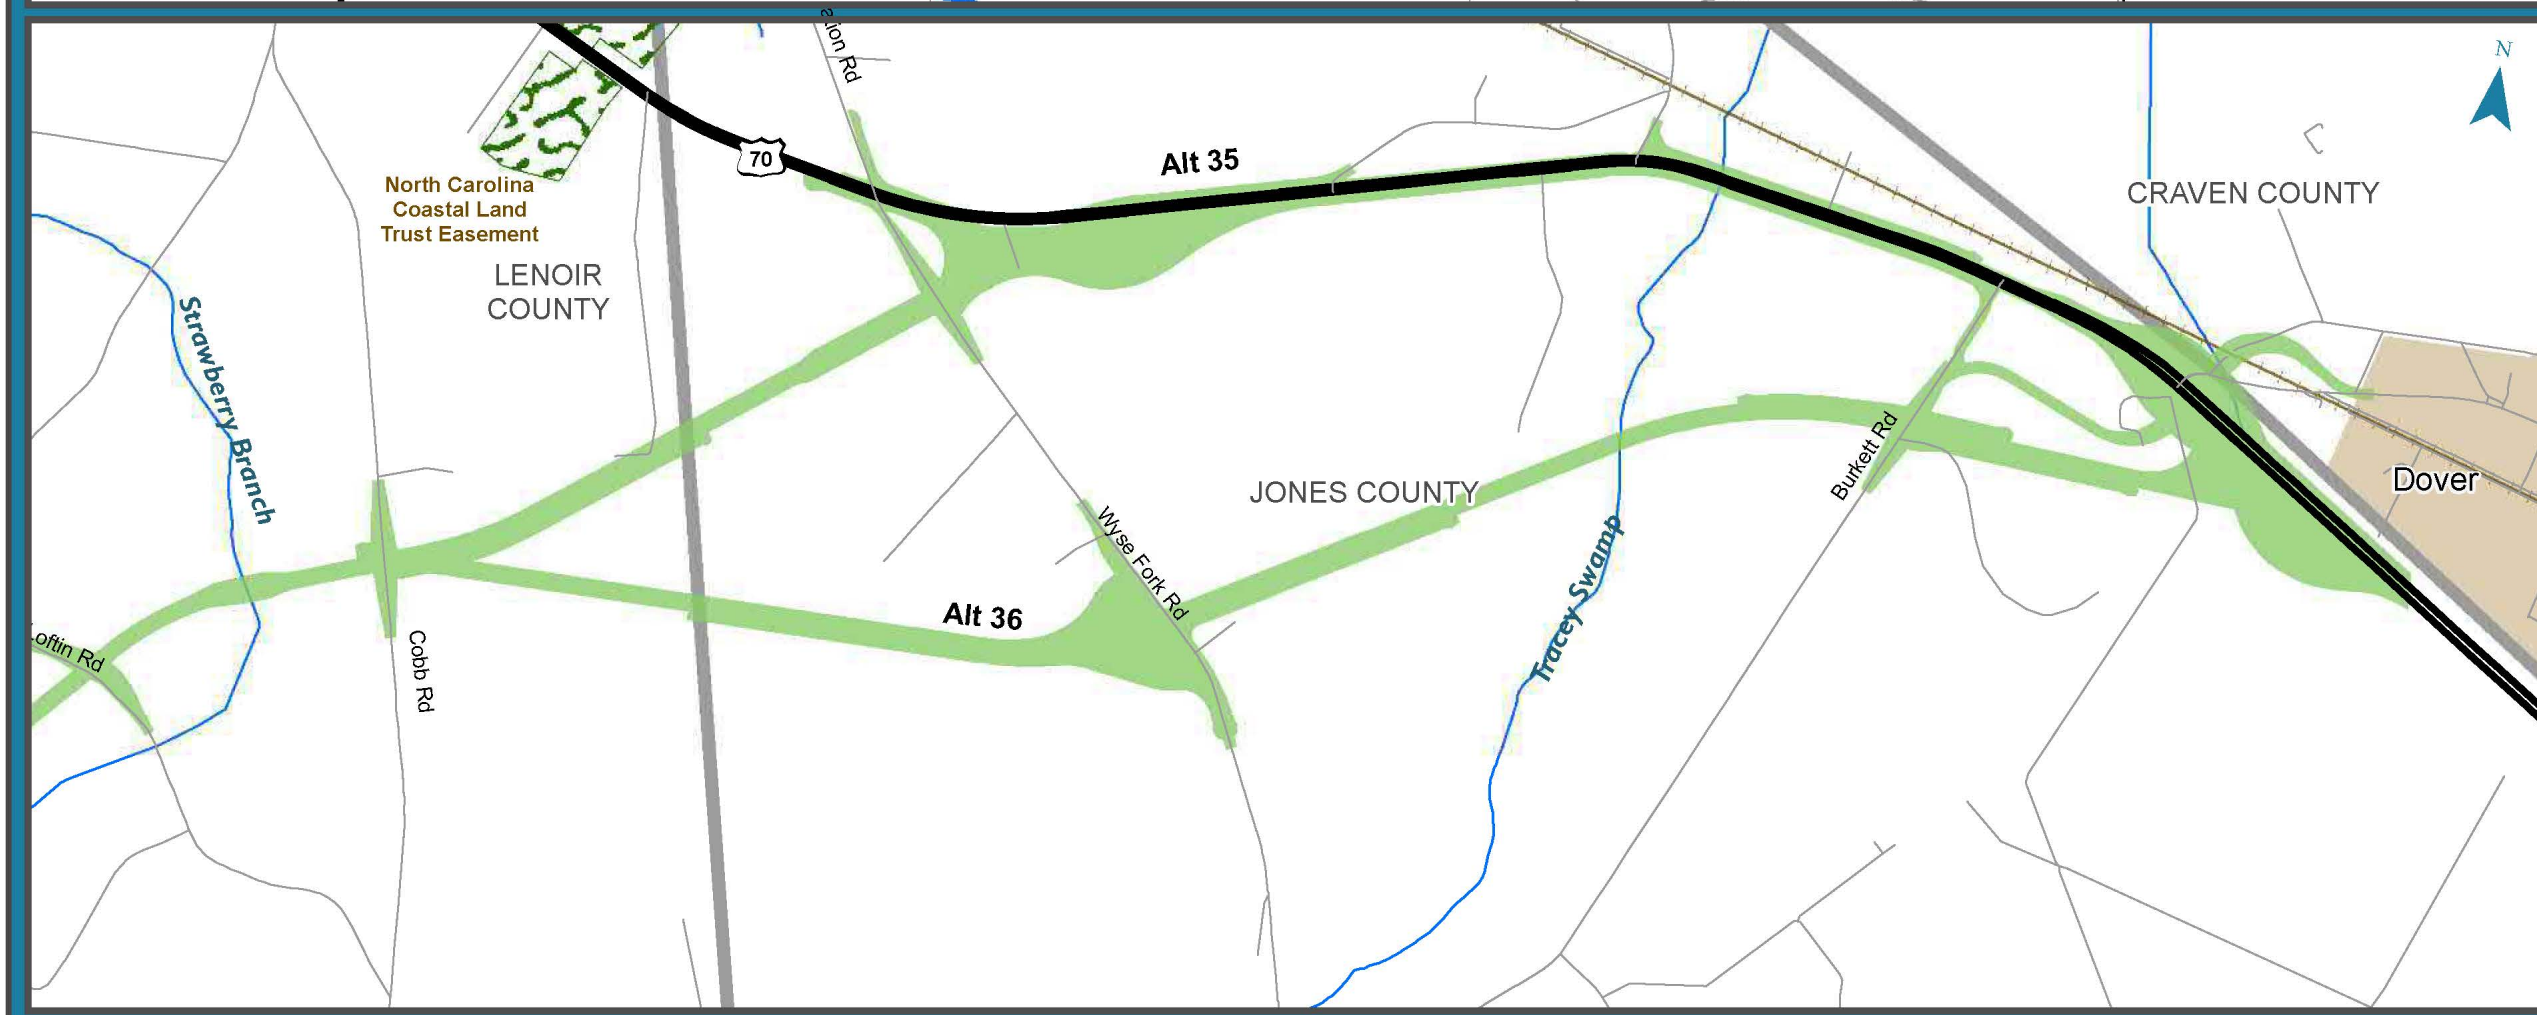 N
70
Alt 35
CRAVEN COUNTY
North Carolina
Coastal Land
Trust Easement
LENOIR
COUNTY
Strawberry Branch
Burkett Rd
JONES COUNTY
Dover
Wyse Fork Rd
Tracey Swamp
Alt 36
Cobb Rd
Rd
Rd